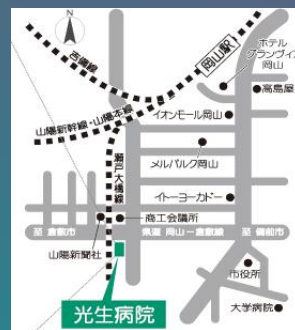 N
吉備線
岡山駅
ホテル
グランヴィア
岡山
高島屋
イオンモール岡山
山陽新幹線・山陽本線
メルパルク岡山
瀬戸大橋線
イトーヨーカドー
商工会議所
至 倉敷市
県道 岡山ー倉敷線
至 備前市
山陽新聞社
市役所
光生病院
大学病院